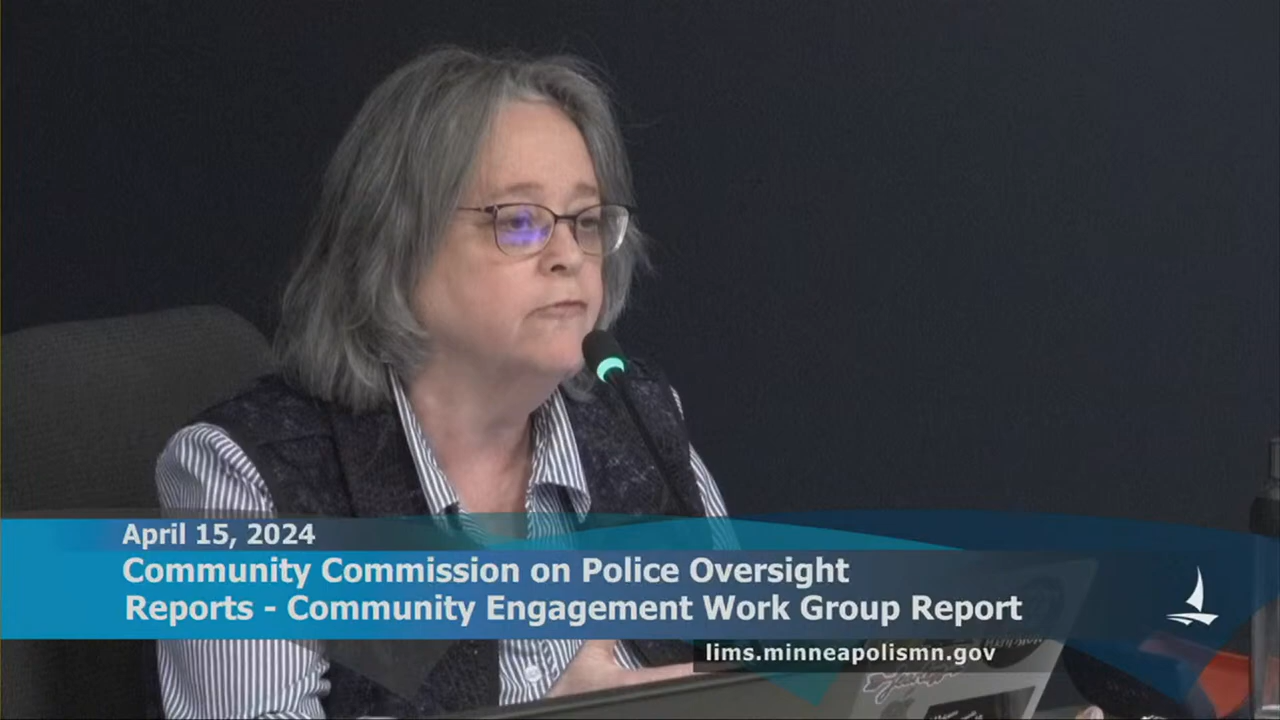 April 15, 2024
Community Commission on Police Oversight
Reports - Community Engagement Work Group Report
lims.minneapolismn.gov